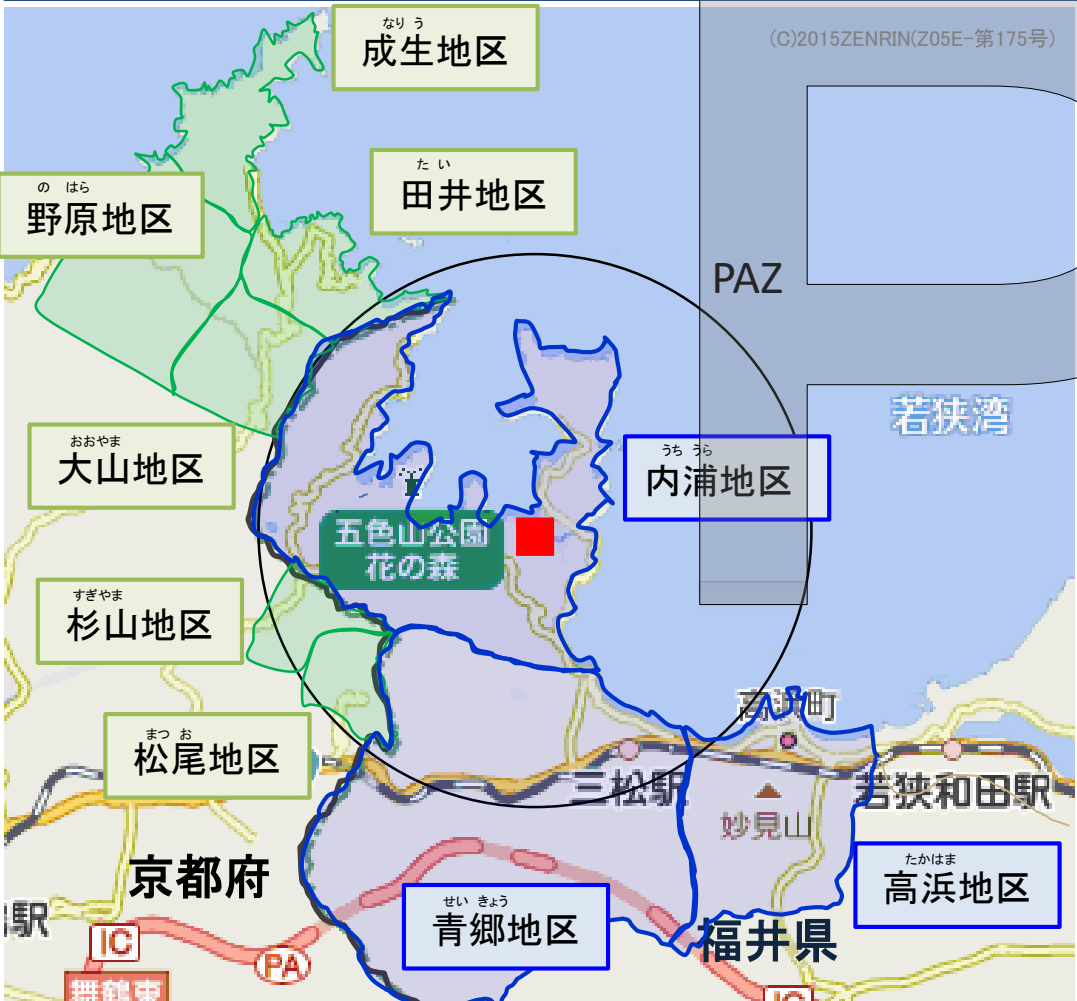 (C)2015ZENRIN(Z05E-第175号)
なり う
成生地区
た い
田井地区
の はら
野原地区
PAZ
若狭湾
おおやま
大山地区
うち うら
内浦地区
五色山公園
花の森
すぎやま
杉山地区
高浜町
まつ お
松尾地区
三松駅
若狭和田駅
妙見山
京都府
たかはま
高浜地区
せい きょう
青郷地区
福井県
駅
IC
PA
舞鶴東
IC